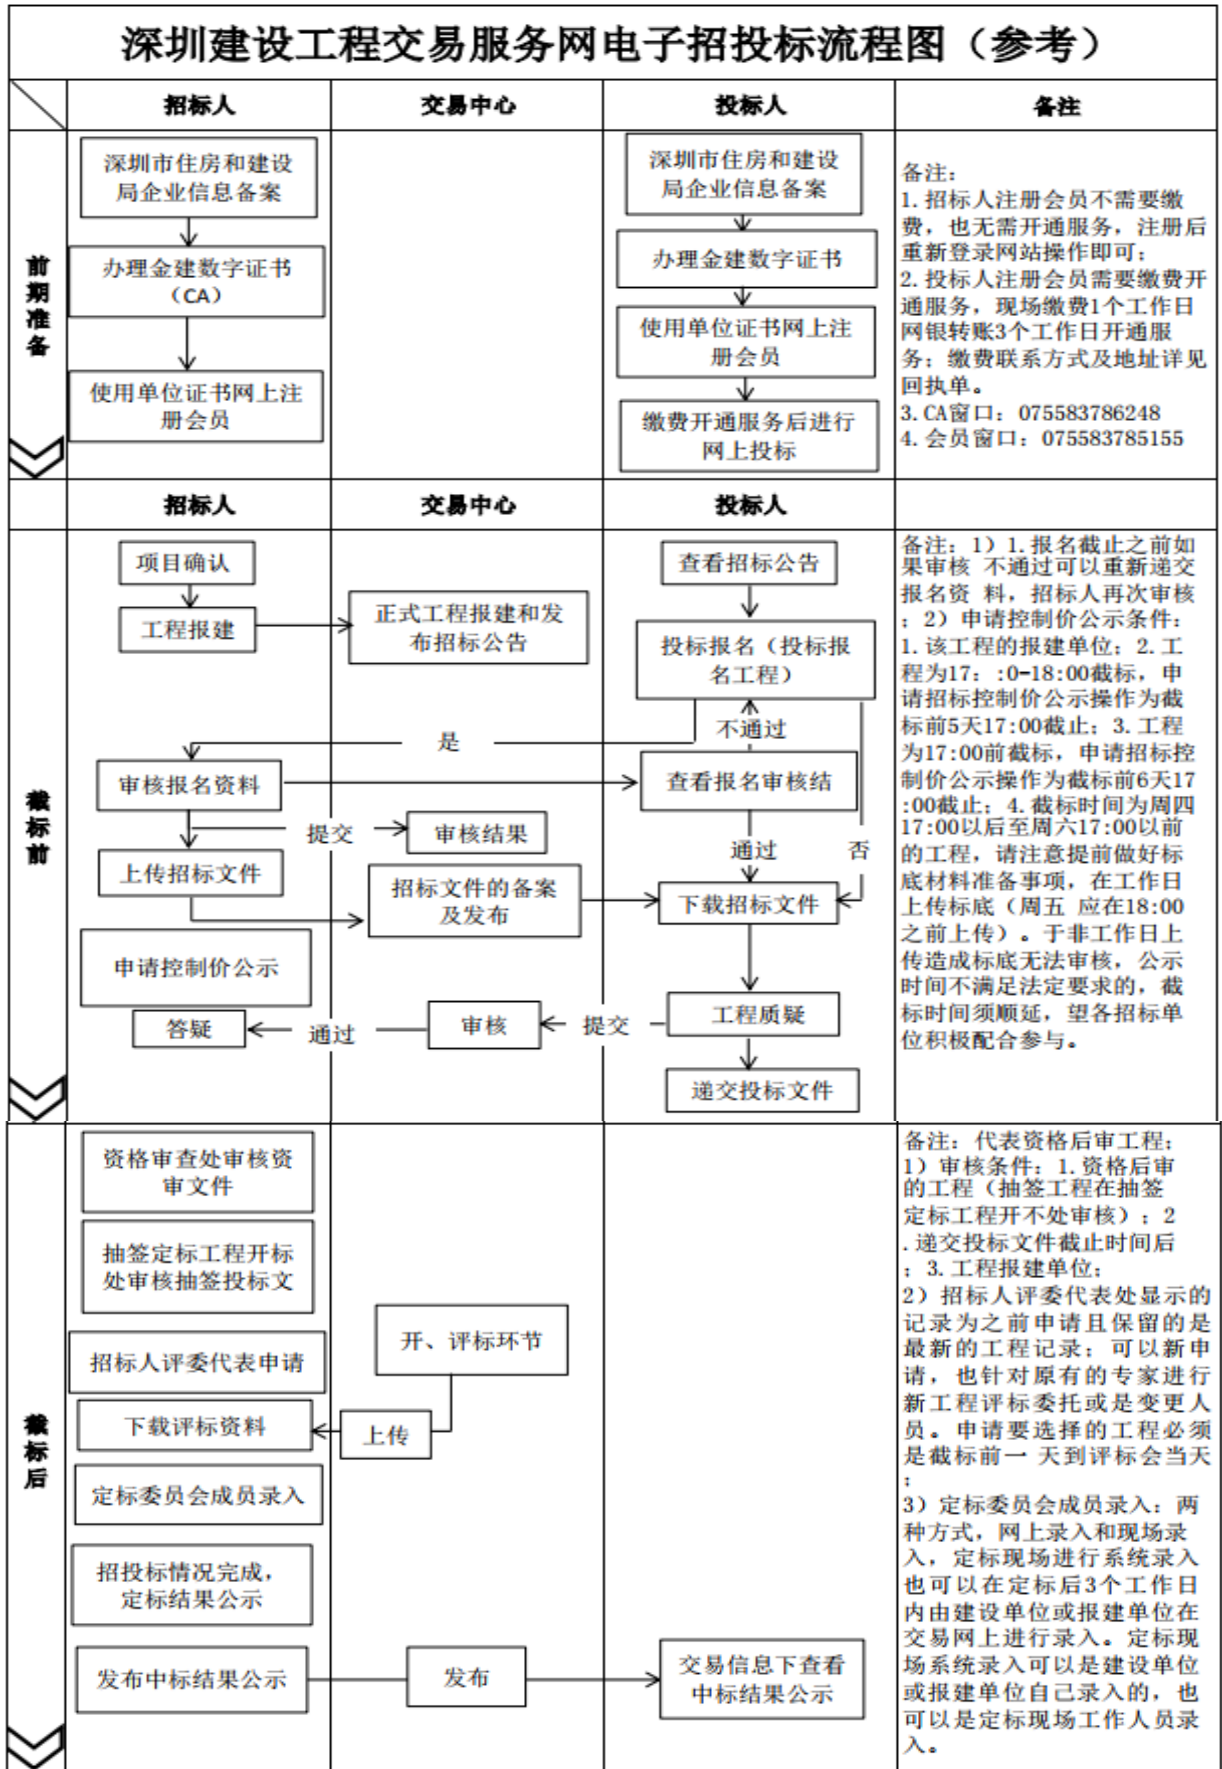 深圳建设工程交易服务网电子招投标流程图（参考）
招标人
交易中心
投标人
备注
前
期
准
备
深圳市住房和建设
局企业信息备案
办理金建数字证书
（CA）
使用单位证书网上注
册会员
深圳市住房和建设
局企业信息备案
办理金建数字证书
使用单位证书网上注
册会员
缴费开通服务后进行
网上投标
备注：
1.招标人注册会员不需要缴
费，也无需开通服务，注册后
重新登录网站操作即可；
2.投标人注册会员需要缴费开
通服务，现场缴费1个工作日
网银转账3个工作日开通服
务；缴费联系方式及地址详见
回执单。
3.CA窗口：075583786248
4.会员窗口：075583785155
招标人
交易中心
投标人
截
标
前
项目确认
工程报建
正式工程报建和发
布招标公告
查看招标公告
投标报名（投标报
名工程）
不通过
是
审核报名资料
查看报名审核结
提交
审核结果
通过
否
上传招标文件
招标文件的备案
及发布
下载招标文件
申请控制价公示
答疑
通过
审核
提交
工程质疑
递交投标文件
备注：1）1.报名截止之前如
果审核 不通过可以重新递交
报名资 料，招标人再次审核
；2）申请控制价公示条件：
1.该工程的报建单位；2.工
程为17：:0-18:00截标，申
请招标控制价公示操作为截
标前5天17:00截止；3.工程
为17:00前截标，申请招标控
制价公示操作为截标前6天17
:00截止；4.截标时间为周四
17:00以后至周六17:00以前
的工程，请注意提前做好标
底材料准备事项，在工作日
上传标底（周五 应在18:00
之前上传）。于非工作日上
传造成标底无法审核，公示
时间不满足法定要求的，截
标时间须顺延，望各招标单
位积极配合参与。
截
标
后
资格审查处审核资
审文件
抽签定标工程开标
处审核抽签投标文
招标人评委代表申请
下载评标资料
定标委员会成员录入
招投标情况完成，
定标结果公示
发布中标结果公示
开、评标环节
上传
发布
交易信息下查看
中标结果公示
备注：代表资格后审工程；
1）审核条件：1.资格后审
的工程（抽签工程在抽签
定标工程开不处审核）；2
.递交投标文件截止时间后
；3.工程报建单位；
2）招标人评委代表处显示的
记录为之前申请且保留的是
最新的工程记录；可以新申
请，也针对原有的专家进行
新工程评标委托或是变更人
员。申请要选择的工程必须
是截标前一 天到评标会当天
；
3）定标委员会成员录入：两
种方式，网上录入和现场录
入，定标现场进行系统录入
也可以在定标后3个工作日
内由建设单位或报建单位在
交易网上进行录入。定标现
场系统录入可以是建设单位
或报建单位自己录入的，也
可以是定标现场工作人员录
入。